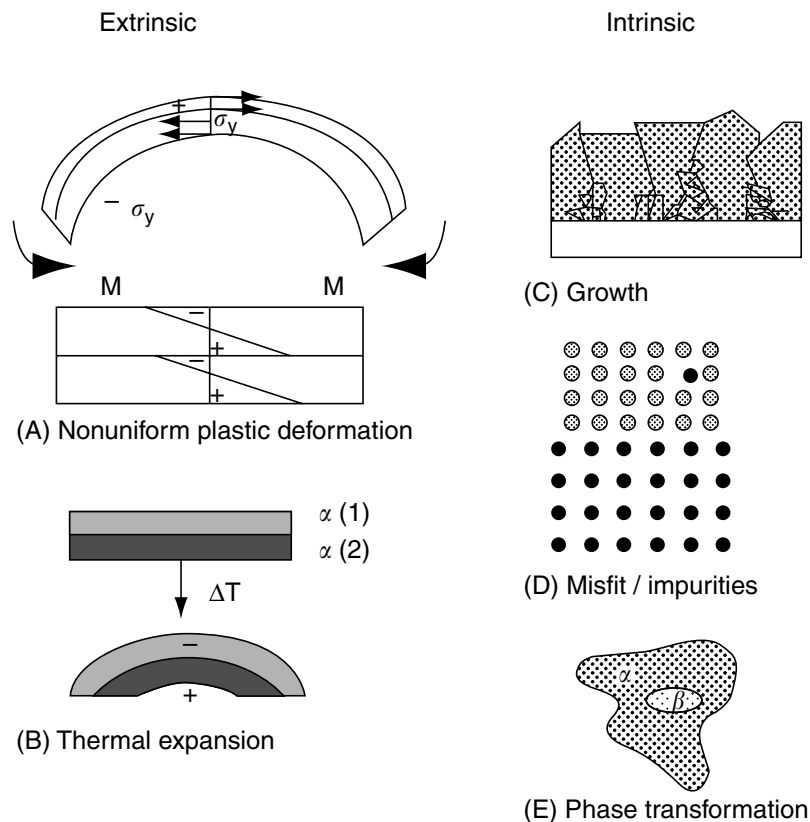 Extrinsic
+
σy
− σy
M M
−
+
−
+
(A) Nonuniform plastic deformation
α (1)
α (2)
ΔT
−
+
(B) Thermal expansion
Intrinsic
(C) Growth
(D) Misfit / impurities
α
β
(E) Phase transformation